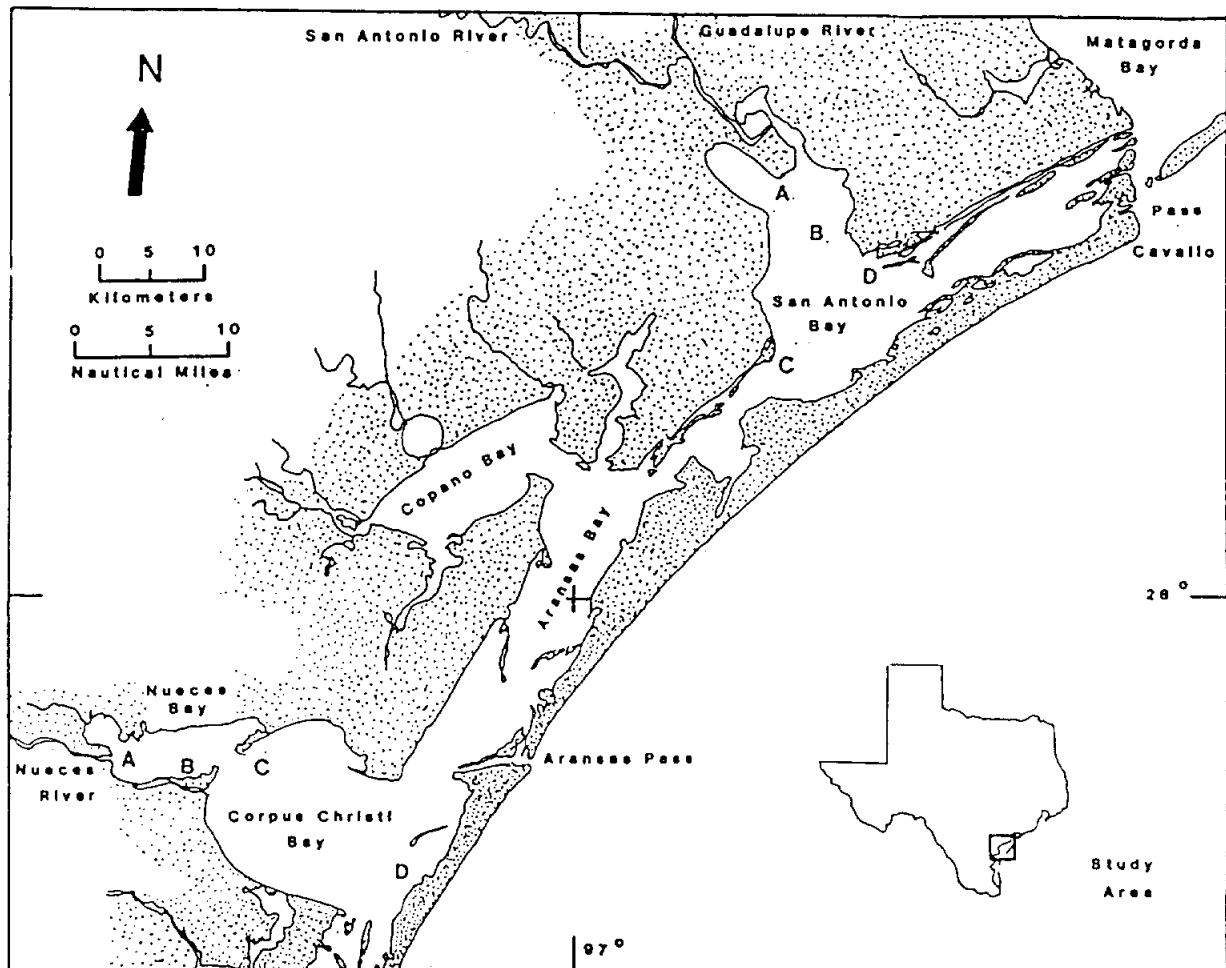 San Antonio River
Guadalupe River
Matagorda
Bay
N
A
B
Pass
Cavallo
D
San Antonio
Bay
0 5 10
Kilometers
0 5 10
Nautical Miles
C
Copano Bay
Aransas Bay
28°
Nueces
Bay
A
B
C
Nueces
River
Aransas Pass
Corpus Christi
Bay
D
Study
Area
97°